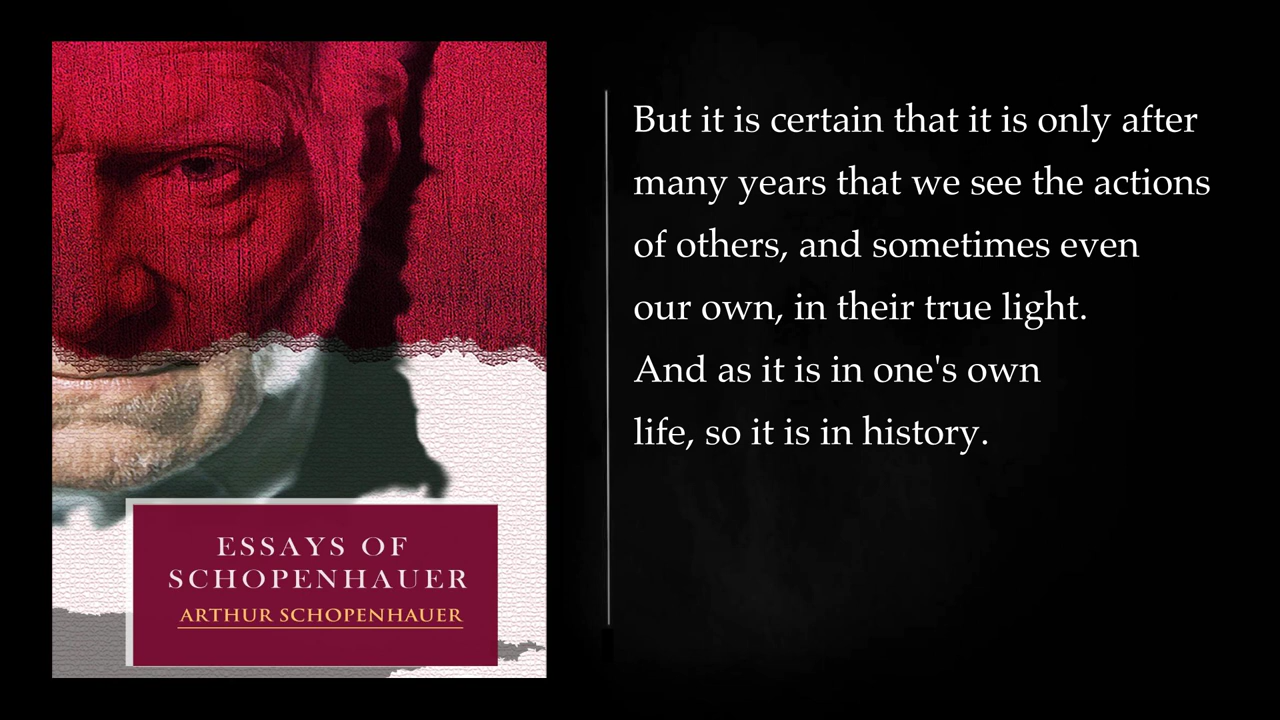 ESSAYS OF
SCHOPENHAUER
ARTHUR SCHOPENHAUER
But it is certain that it is only after
many years that we see the actions
of others, and sometimes even
our own, in their true light.
And as it is in one's own
life, so it is in history.